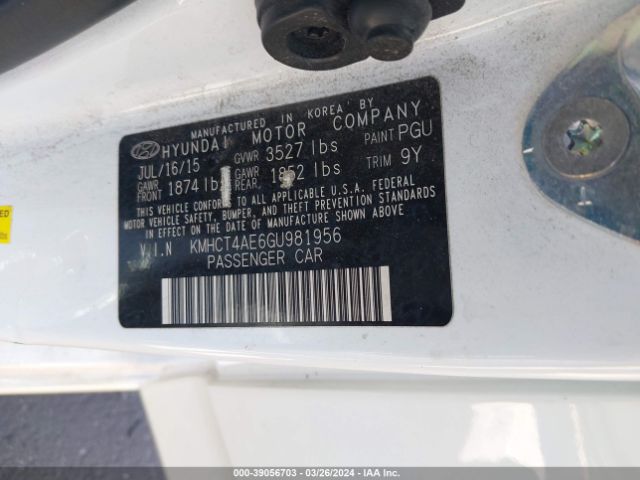 MANUFACTURED IN KOREA BY
HYUNDAI MOTOR COMPANY
JUL/16/15 GVWR 3527 lbs PAINT PGU
GAWR FRONT 1874 lbs GAWR REAR 1852 lbs TRIM 9Y
THIS VEHICLE CONFORMS TO ALL APPLICABLE U.S.A. FEDERAL
MOTOR VEHICLE SAFETY, BUMPER, AND THEFT PREVENTION STANDARDS
IN EFFECT ON THE DATE OF MANUFACTURE SHOWN ABOVE.
V.I.N KMHCT4AE6GU981956
PASSENGER CAR
lbs
000-39056703 | 03/26/2024 | IAA Inc.